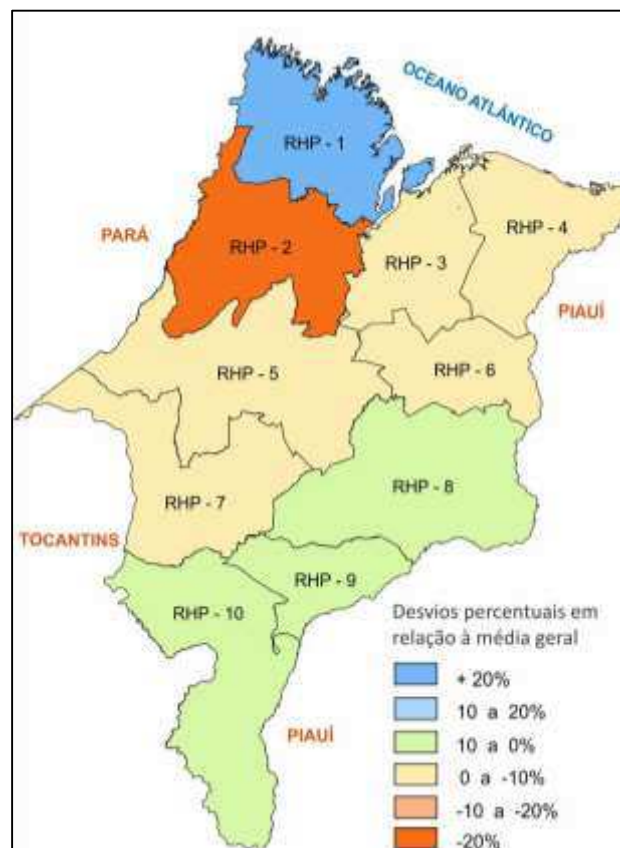 OCEANO ATLÂNTICO
RHP - 1
PARÁ
RHP - 2
RHP - 3
RHP - 4
PIAUÍ
RHP - 5
RHP - 6
RHP - 7
RHP - 8
TOCANTINS
RHP - 9
RHP - 10
PIAUÍ
Desvios percentuais em
relação à média geral
+ 20%
10 a 20%
10 a 0%
0 a -10%
-10 a -20%
-20%